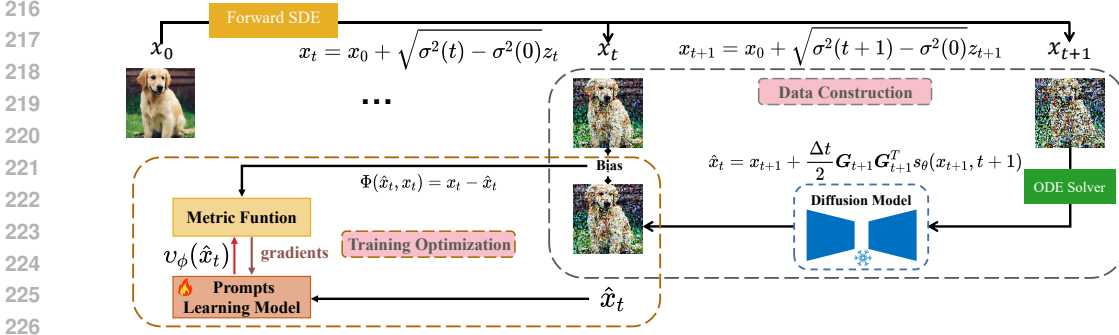 216
217
218
219
220
221
222
223
224
225
226
Forward SDE
x_0
x_t = x_0 + \sqrt{\sigma^2(t) - \sigma^2(0)} z_t
x_t
x_{t+1} = x_0 + \sqrt{\sigma^2(t+1) - \sigma^2(0)} z_{t+1}
x_{t+1}
...
Data Construction
Bias
\hat{x}_t = x_{t+1} + \frac{\Delta t}{2} G_{t+1} G_{t+1}^T s_\theta(x_{t+1}, t+1)
Φ(\hat{x}_t, x_t) = x_t - \hat{x}_t
ODE Solver
Diffusion Model
Metric Funtion
υ_ϕ(\hat{x}_t)
gradients
Training Optimization
Prompts
Learning Model
\hat{x}_t